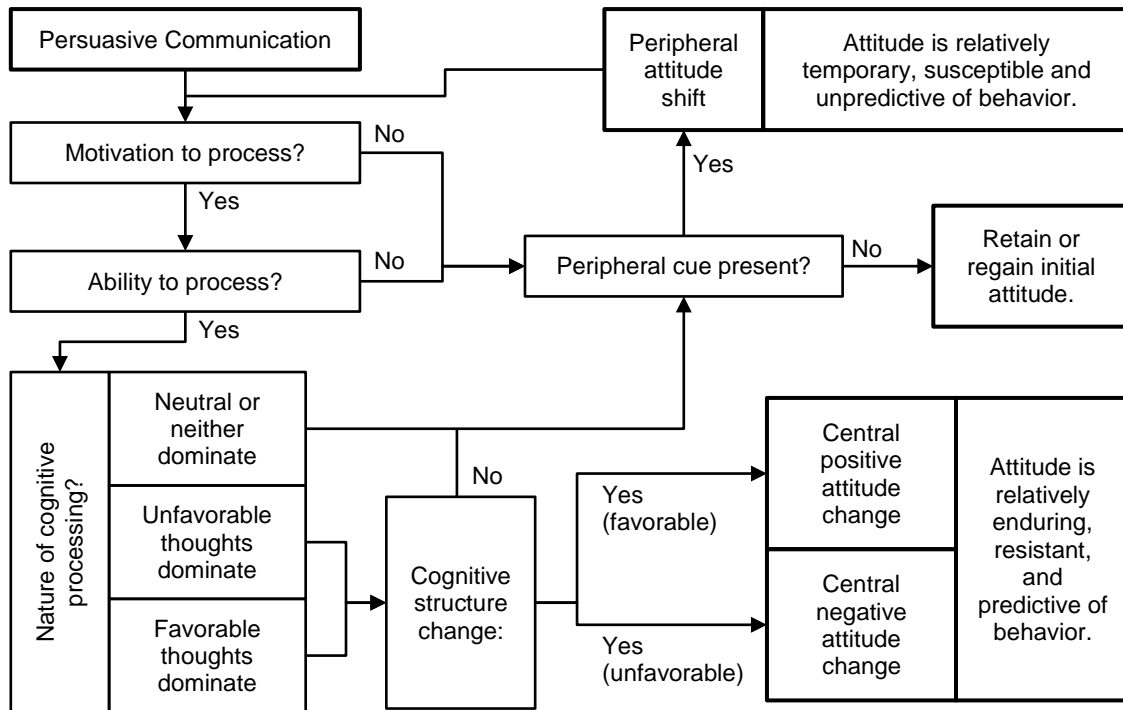 Persuasive Communication
Peripheral
attitude
shift
Attitude is relatively
temporary, susceptible and
unpredictive of behavior.
Motivation to process?
No
Yes
Yes
Ability to process?
No
Peripheral cue present?
No
Retain or
regain initial
attitude.
Yes
Nature of cognitive
processing?
Neutral or
neither
dominate
Unfavorable
thoughts
dominate
Favorable
thoughts
dominate
No
Cognitive
structure
change:
Yes
(favorable)
Yes
(unfavorable)
Central
positive
attitude
change
Central
negative
attitude
change
Attitude is
relatively
enduring,
resistant,
and
predictive of
behavior.